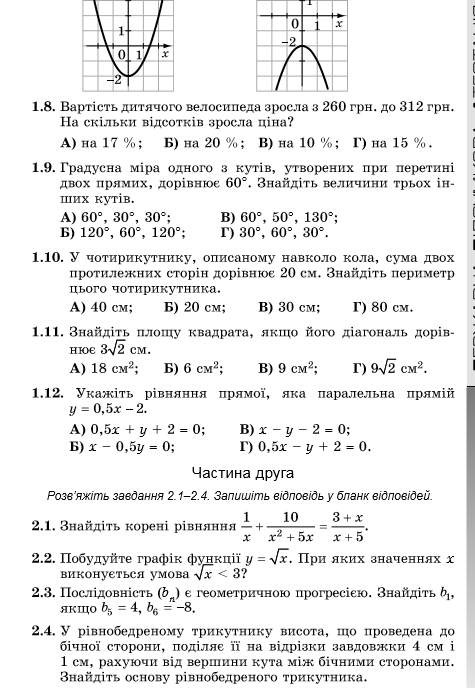 1
0
1
x
−2
1
0
1
x
−2
1.8. Вартість дитячого велосипеда зросла з 260 грн. до 312 грн.
На скільки відсотків зросла ціна?
А) на 17 %; Б) на 20 %; В) на 10 %; Г) на 15 %.
1.9. Градусна міра одного з кутів, утворених при перетині
двох прямих, дорівнює 60°. Знайдіть величини трьох ін-
ших кутів.
А) 60°, 30°, 30°; В) 60°, 50°, 130°;
Б) 120°, 60°, 120°; Г) 30°, 60°, 30°.
1.10. У чотирикутнику, описаному навколо кола, сума двох
протилежних сторін дорівнює 20 см. Знайдіть периметр
цього чотирикутника.
А) 40 см; Б) 20 см; В) 30 см; Г) 80 см.
1.11. Знайдіть площу квадрата, якщо його діагональ дорів-
нює 3√2 см.
А) 18 см²; Б) 6 см²; В) 9 см²; Г) 9√2 см².
1.12. Укажіть рівняння прямої, яка паралельна прямій
y = 0,5x − 2.
А) 0,5x + y + 2 = 0; В) x − y − 2 = 0;
Б) x − 0,5y = 0; Г) 0,5x − y + 2 = 0.
Частина друга
Розв'яжіть завдання 2.1–2.4. Запишіть відповідь у бланк відповідей.
2.1. Знайдіть корені рівняння 1/x + 10/(x² + 5x) = (3 + x)/(x + 5).
2.2. Побудуйте графік функції y = √x. При яких значеннях x
виконується умова √x < 3?
2.3. Послідовність (bₙ) є геометричною прогресією. Знайдіть b₁,
якщо b₅ = 4, b₆ = −8.
2.4. У рівнобедреному трикутнику висота, що проведена до
бічної сторони, поділяє її на відрізки завдовжки 4 см і
1 см, рахуючи від вершини кута між бічними сторонами.
Знайдіть основу рівнобедреного трикутника.